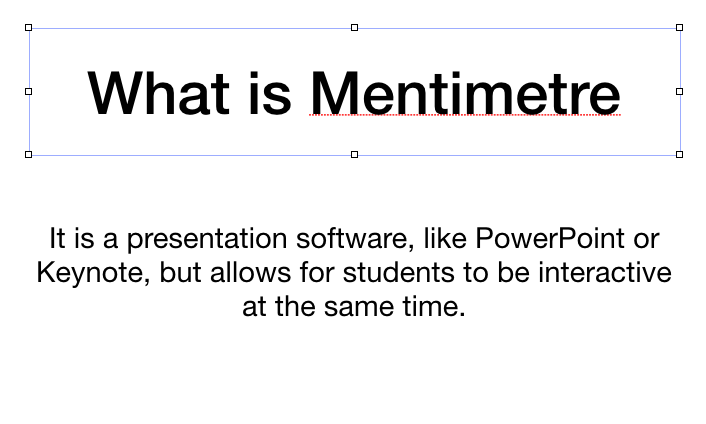 What is Mentimetre
It is a presentation software, like PowerPoint or
Keynote, but allows for students to be interactive
at the same time.